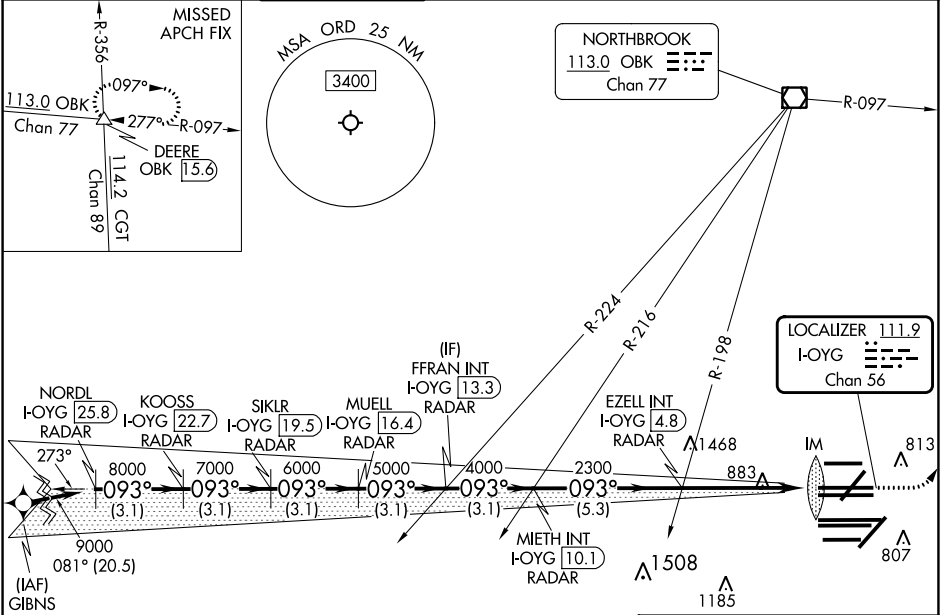 MISSED
APCH FIX
R-356
097°
113.0 OBK
Chan 77
277°
R-097
DEERE
OBK 15.6
114.2 CGT
Chan 89
MSA ORD 25 NM
3400
NORTHBROOK
113.0 OBK
Chan 77
R-097
R-224
R-216
R-198
LOCALIZER 111.9
I-OYG
Chan 56
(IF)
FFRAN INT
I-OYG 13.3
RADAR
NORDL
I-OYG 25.8
RADAR
KOOSS
I-OYG 22.7
RADAR
SIKLR
I-OYG 19.5
RADAR
MUELL
I-OYG 16.4
RADAR
EZELL INT
I-OYG 4.8
RADAR
1468
IM
813
883
273°
8000
7000
6000
5000
4000
2300
093°
093°
093°
093°
093°
093°
(3.1)
(3.1)
(3.1)
(3.1)
(3.1)
(5.3)
9000
081° (20.5)
(IAF)
GIBNS
MIETH INT
I-OYG 10.1
RADAR
1508
1185
807